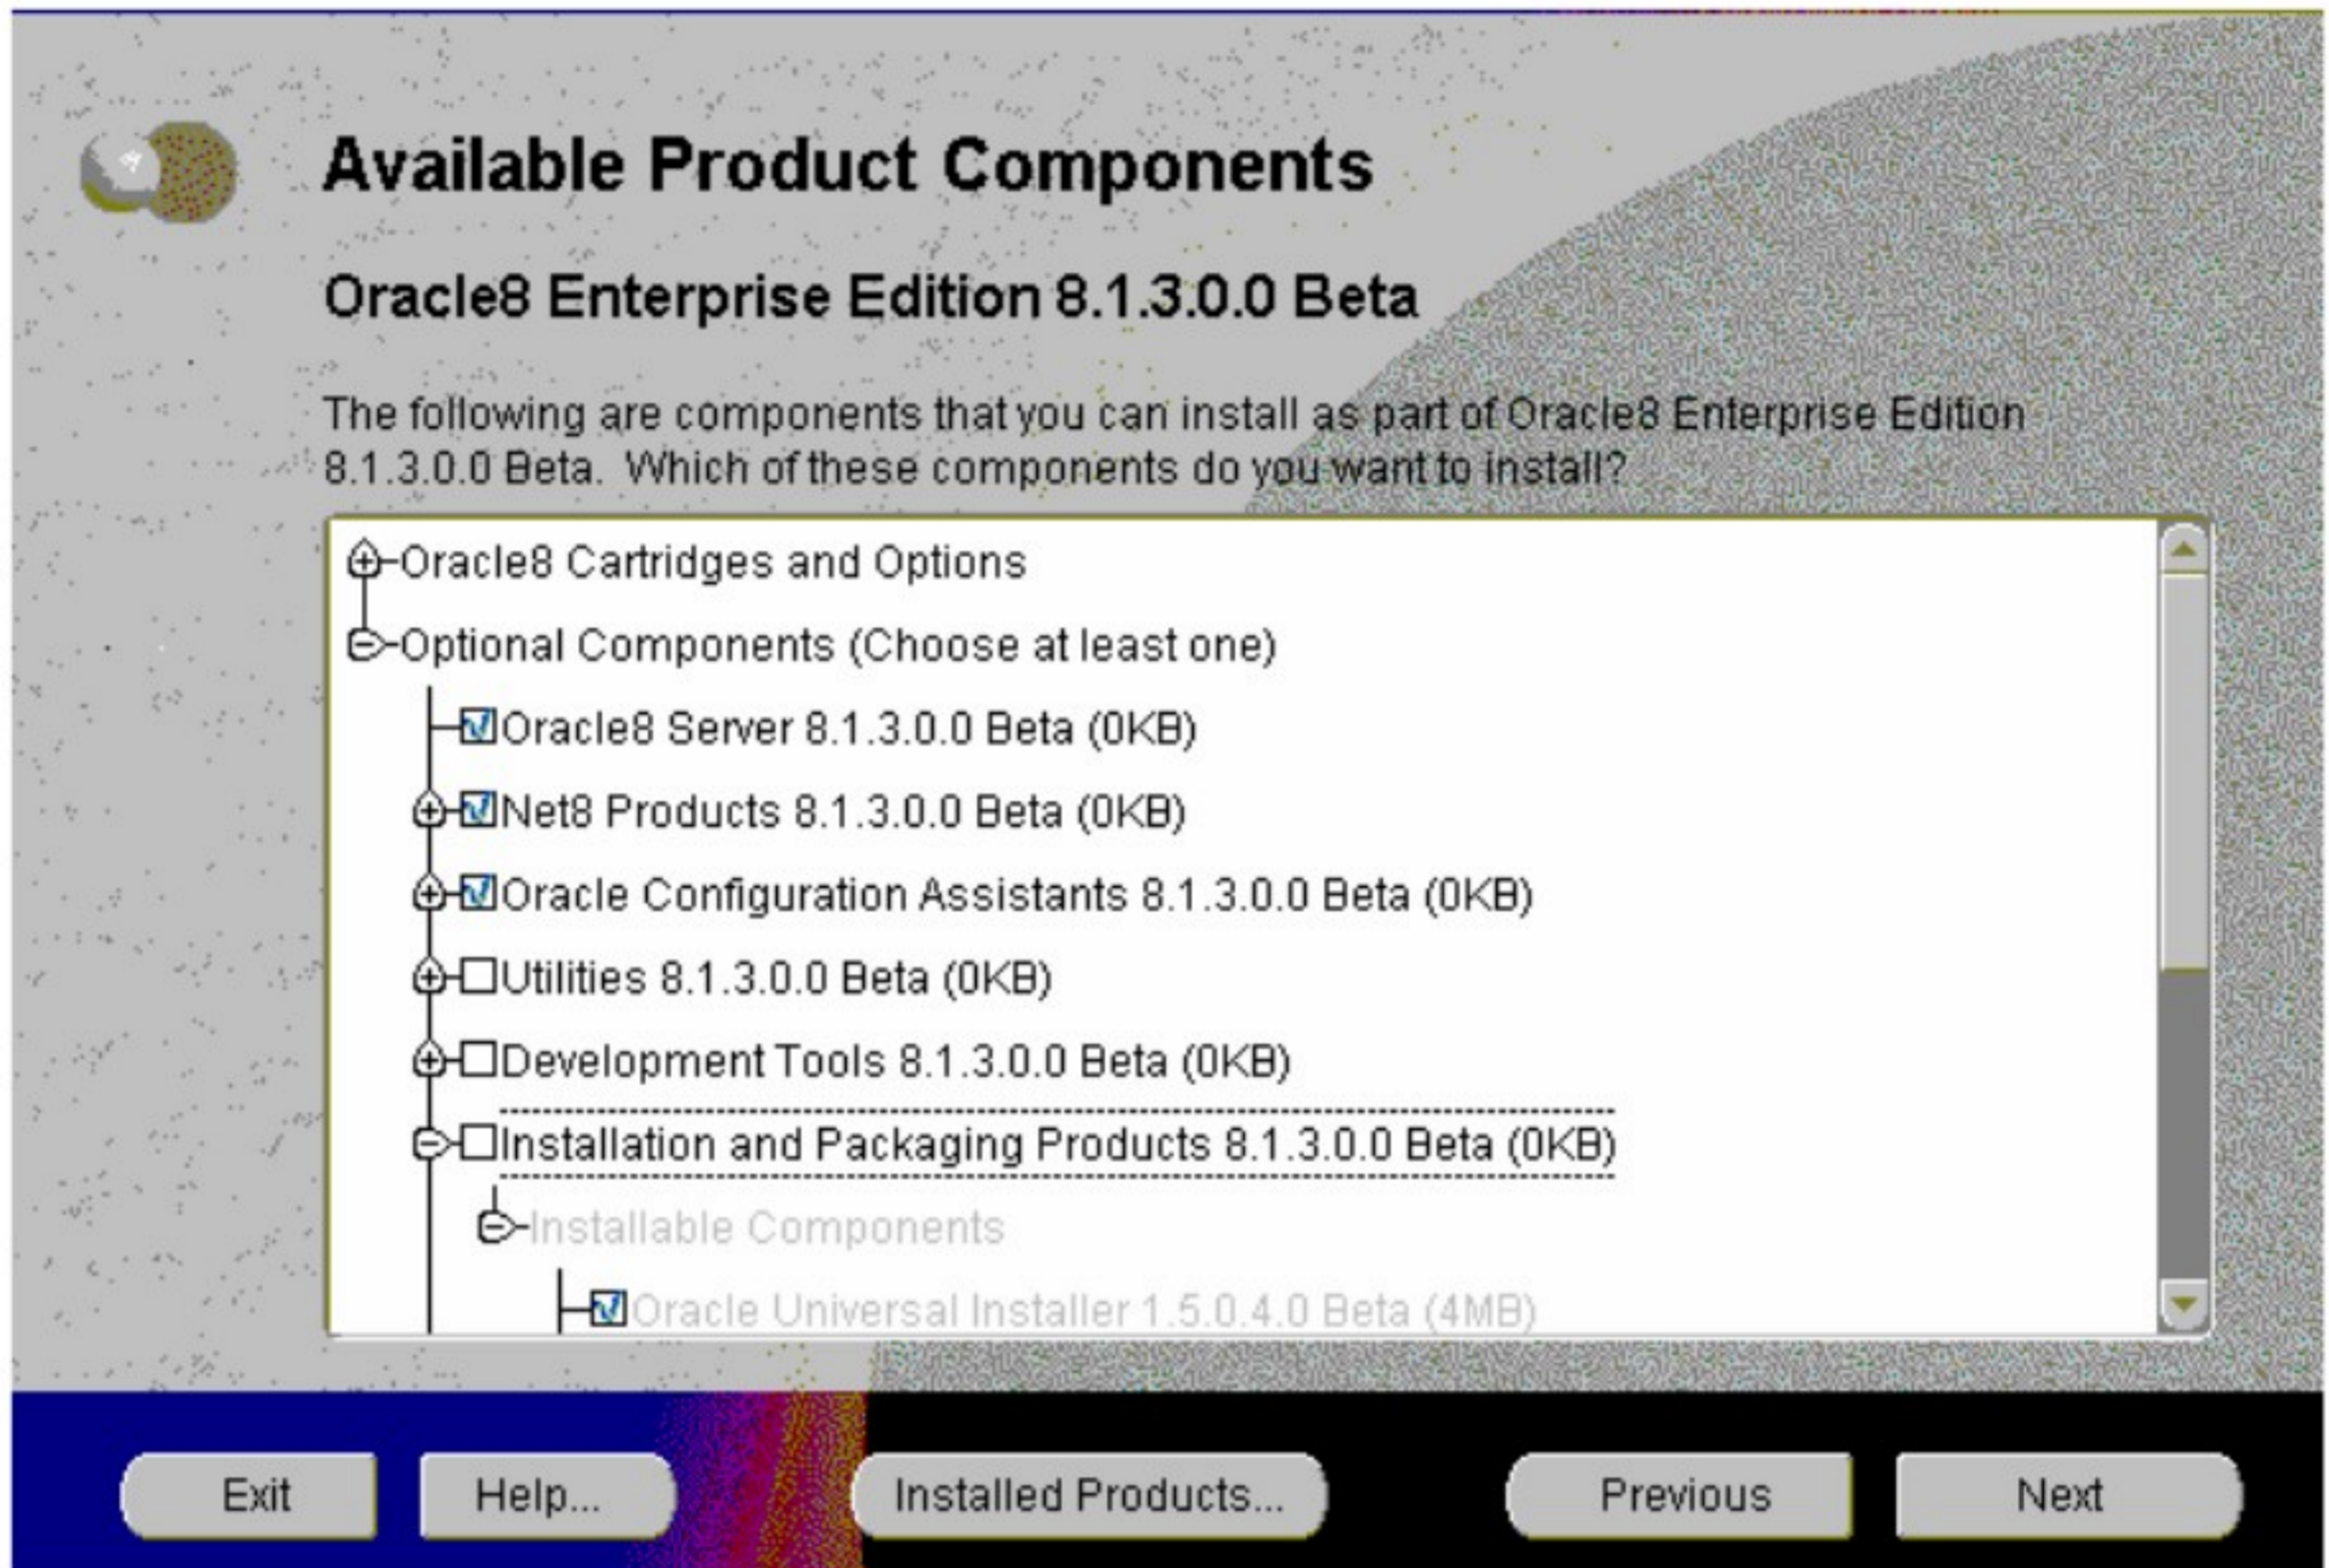 Available Product Components
Oracle8 Enterprise Edition 8.1.3.0.0 Beta
The following are components that you can install as part of Oracle8 Enterprise Edition
8.1.3.0.0 Beta.  Which of these components do you want to install?
Oracle8 Cartridges and Options
Optional Components (Choose at least one)
Oracle8 Server 8.1.3.0.0 Beta (0KB)
Net8 Products 8.1.3.0.0 Beta (0KB)
Oracle Configuration Assistants 8.1.3.0.0 Beta (0KB)
Utilities 8.1.3.0.0 Beta (0KB)
Development Tools 8.1.3.0.0 Beta (0KB)
Installation and Packaging Products 8.1.3.0.0 Beta (0KB)
Installable Components
Oracle Universal Installer 1.5.0.4.0 Beta (4MB)
Exit Help... Installed Products... Previous Next